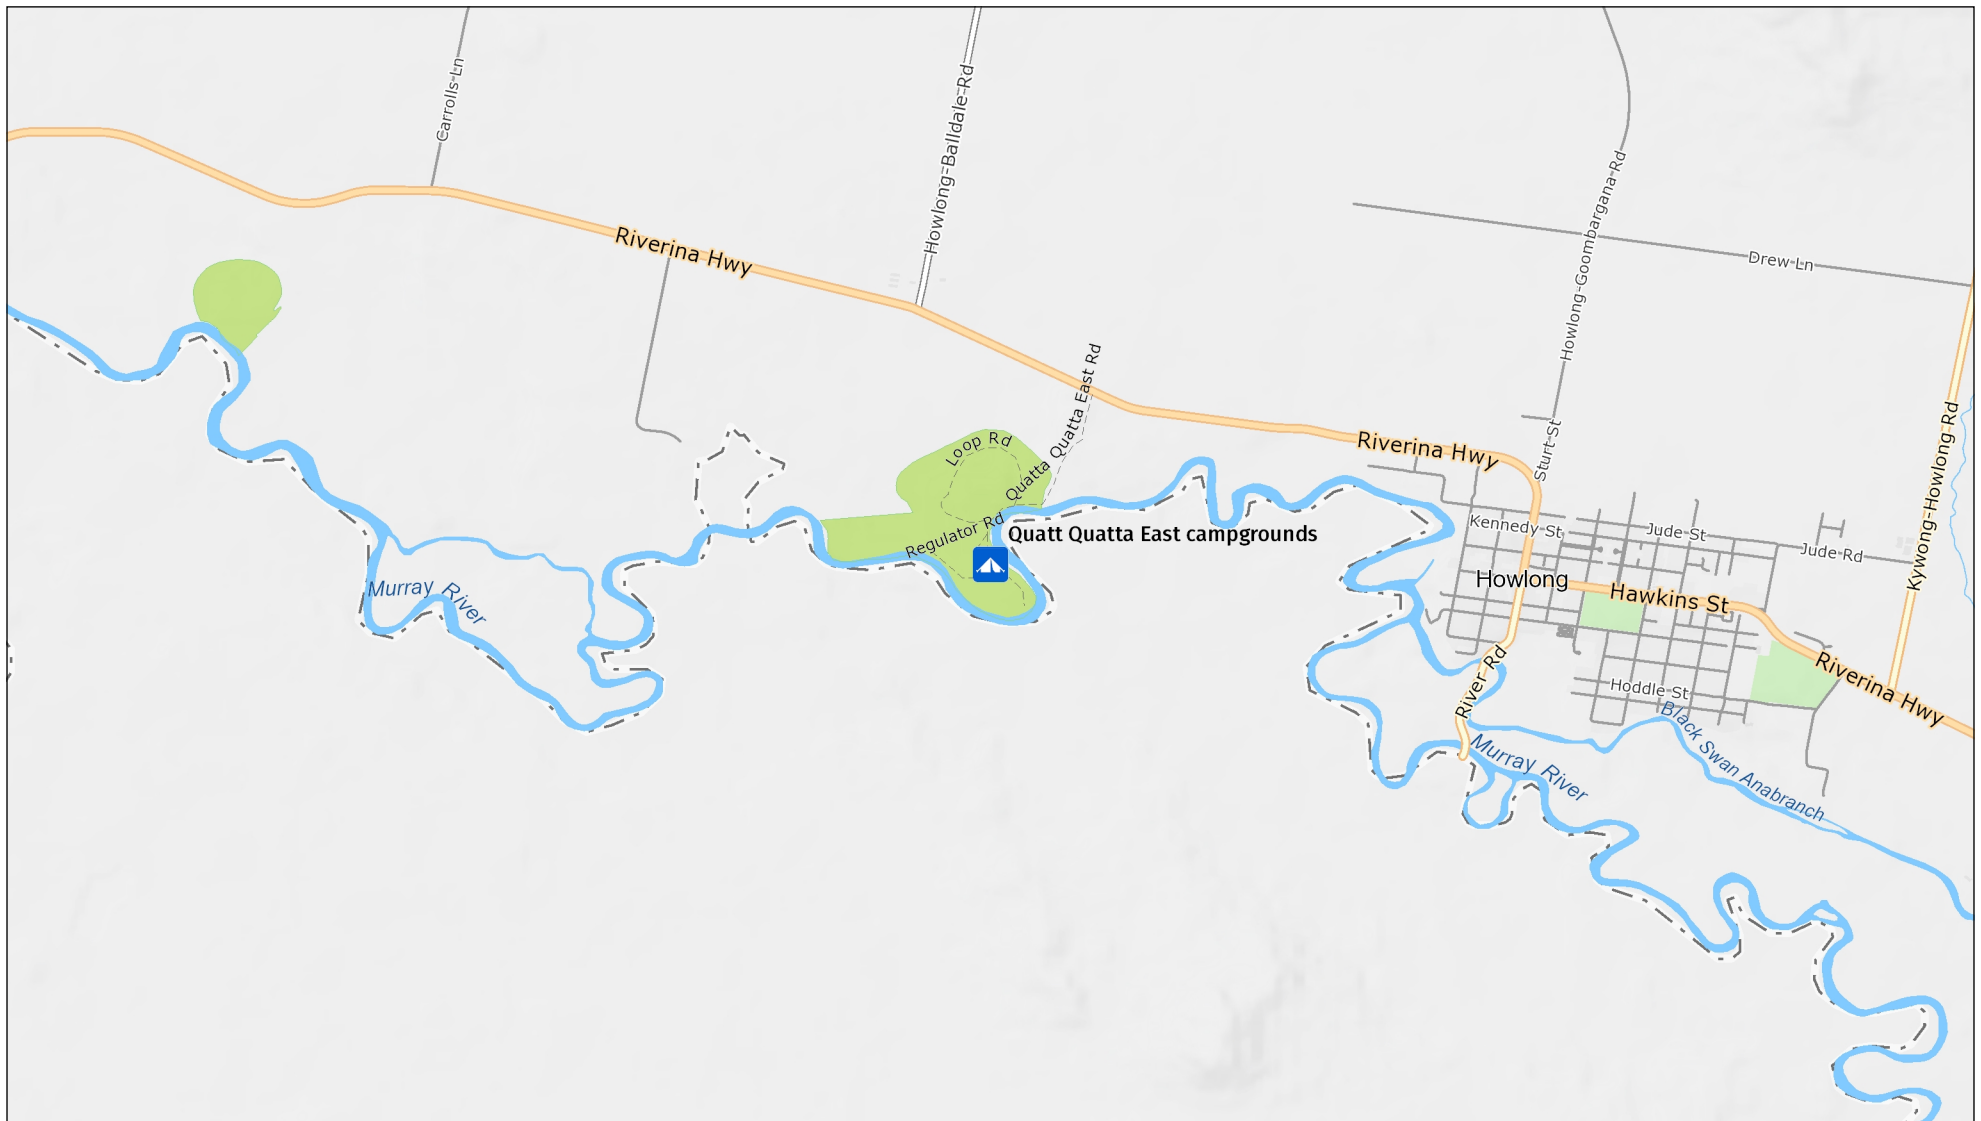 Carrolls Ln
Howlong-Balldale Rd
Howlong-Goombargana-Rd
Riverina Hwy
Drew Ln
Quatta Quatta East Rd
Loop Rd
Riverina Hwy
Sturt St
Kywong-Howlong Rd
Regulator Rd
Quatt Quatta East campgrounds
Kennedy St
Jude St
Jude Rd
Murray River
Howlong
Hawkins St
River Rd
Hoddle St
Riverina Hwy
Black Swan Anabranch
Murray River